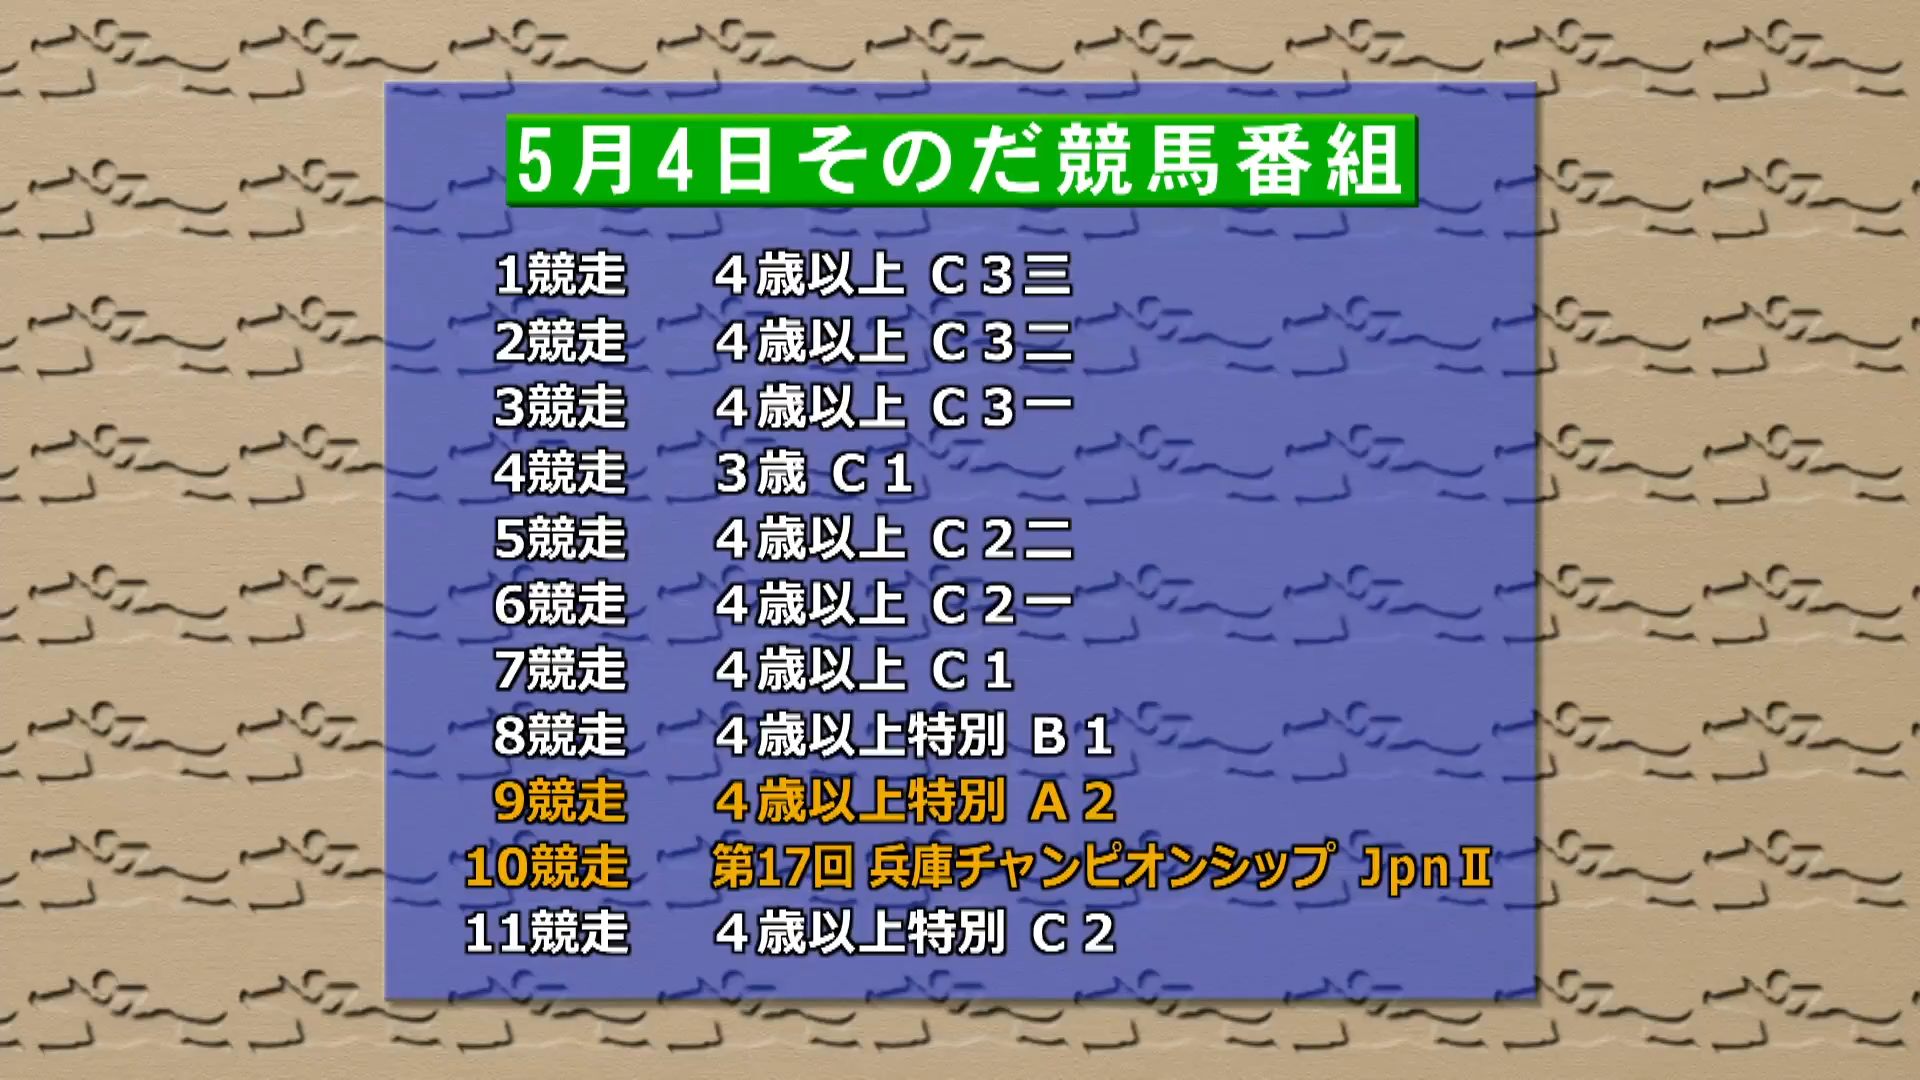 5月4日そのだ競馬番組
1競走 4歳以上 C3三
2競走 4歳以上 C3二
3競走 4歳以上 C3一
4競走 3歳 C1
5競走 4歳以上 C2二
6競走 4歳以上 C2一
7競走 4歳以上 C1
8競走 4歳以上特別 B1
9競走 4歳以上特別 A2
10競走 第17回 兵庫チャンピオンシップ JpnⅡ
11競走 4歳以上特別 C2